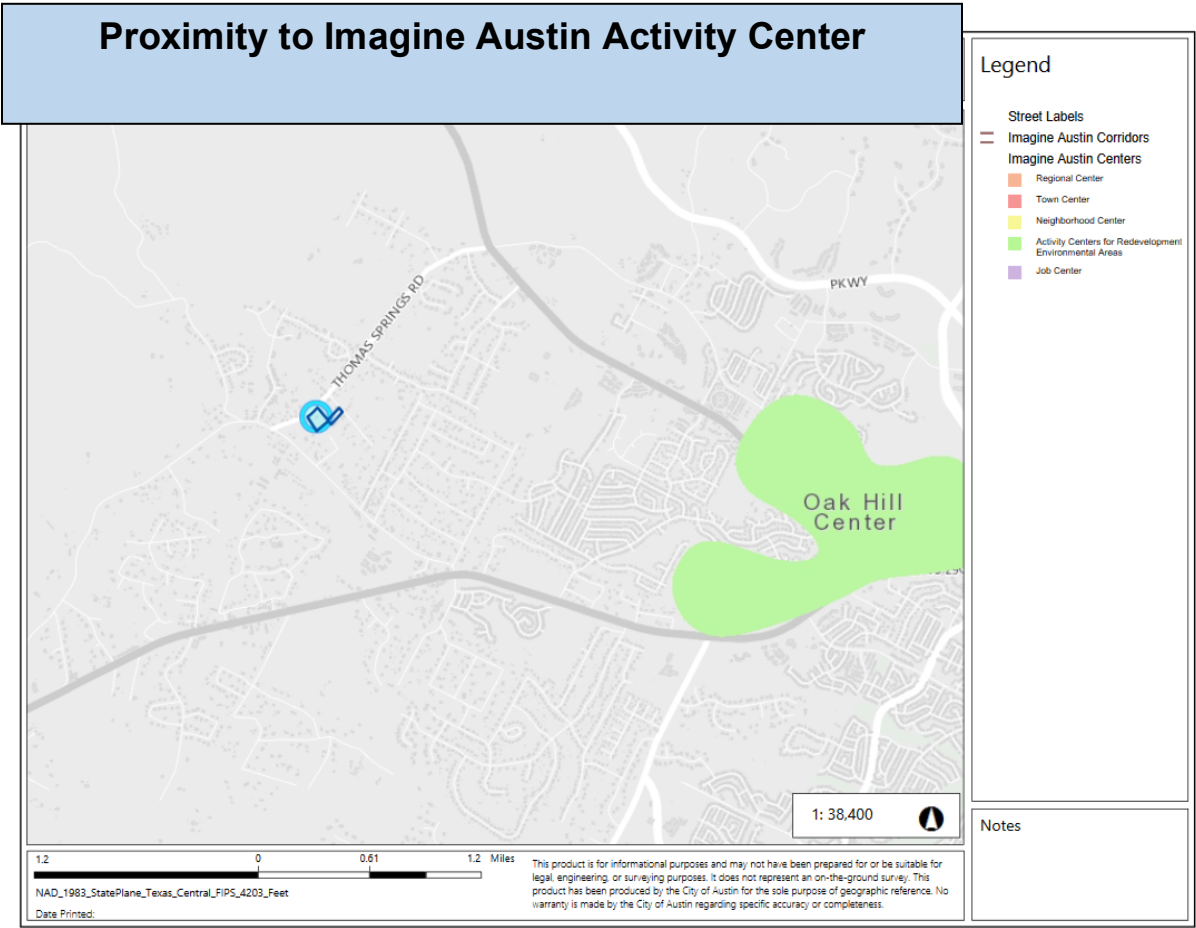 Proximity to Imagine Austin Activity Center
Legend
Street Labels
Imagine Austin Corridors
Imagine Austin Centers
Regional Center
Town Center
Neighborhood Center
Activity Centers for Redevelopment
Environmental Areas
Job Center
PKWY
THOMAS SPRINGS RD
Oak Hill
Center
1: 38,400
Notes
1.2 0 0.61 1.2 Miles
NAD_1983_StatePlane_Texas_Central_FIPS_4203_Feet
Date Printed:
This product is for informational purposes and may not have been prepared for or be suitable for
legal, engineering, or surveying purposes. It does not represent an on-the-ground survey. This
product has been produced by the City of Austin for the sole purpose of geographic reference. No
warranty is made by the City of Austin regarding specific accuracy or completeness.